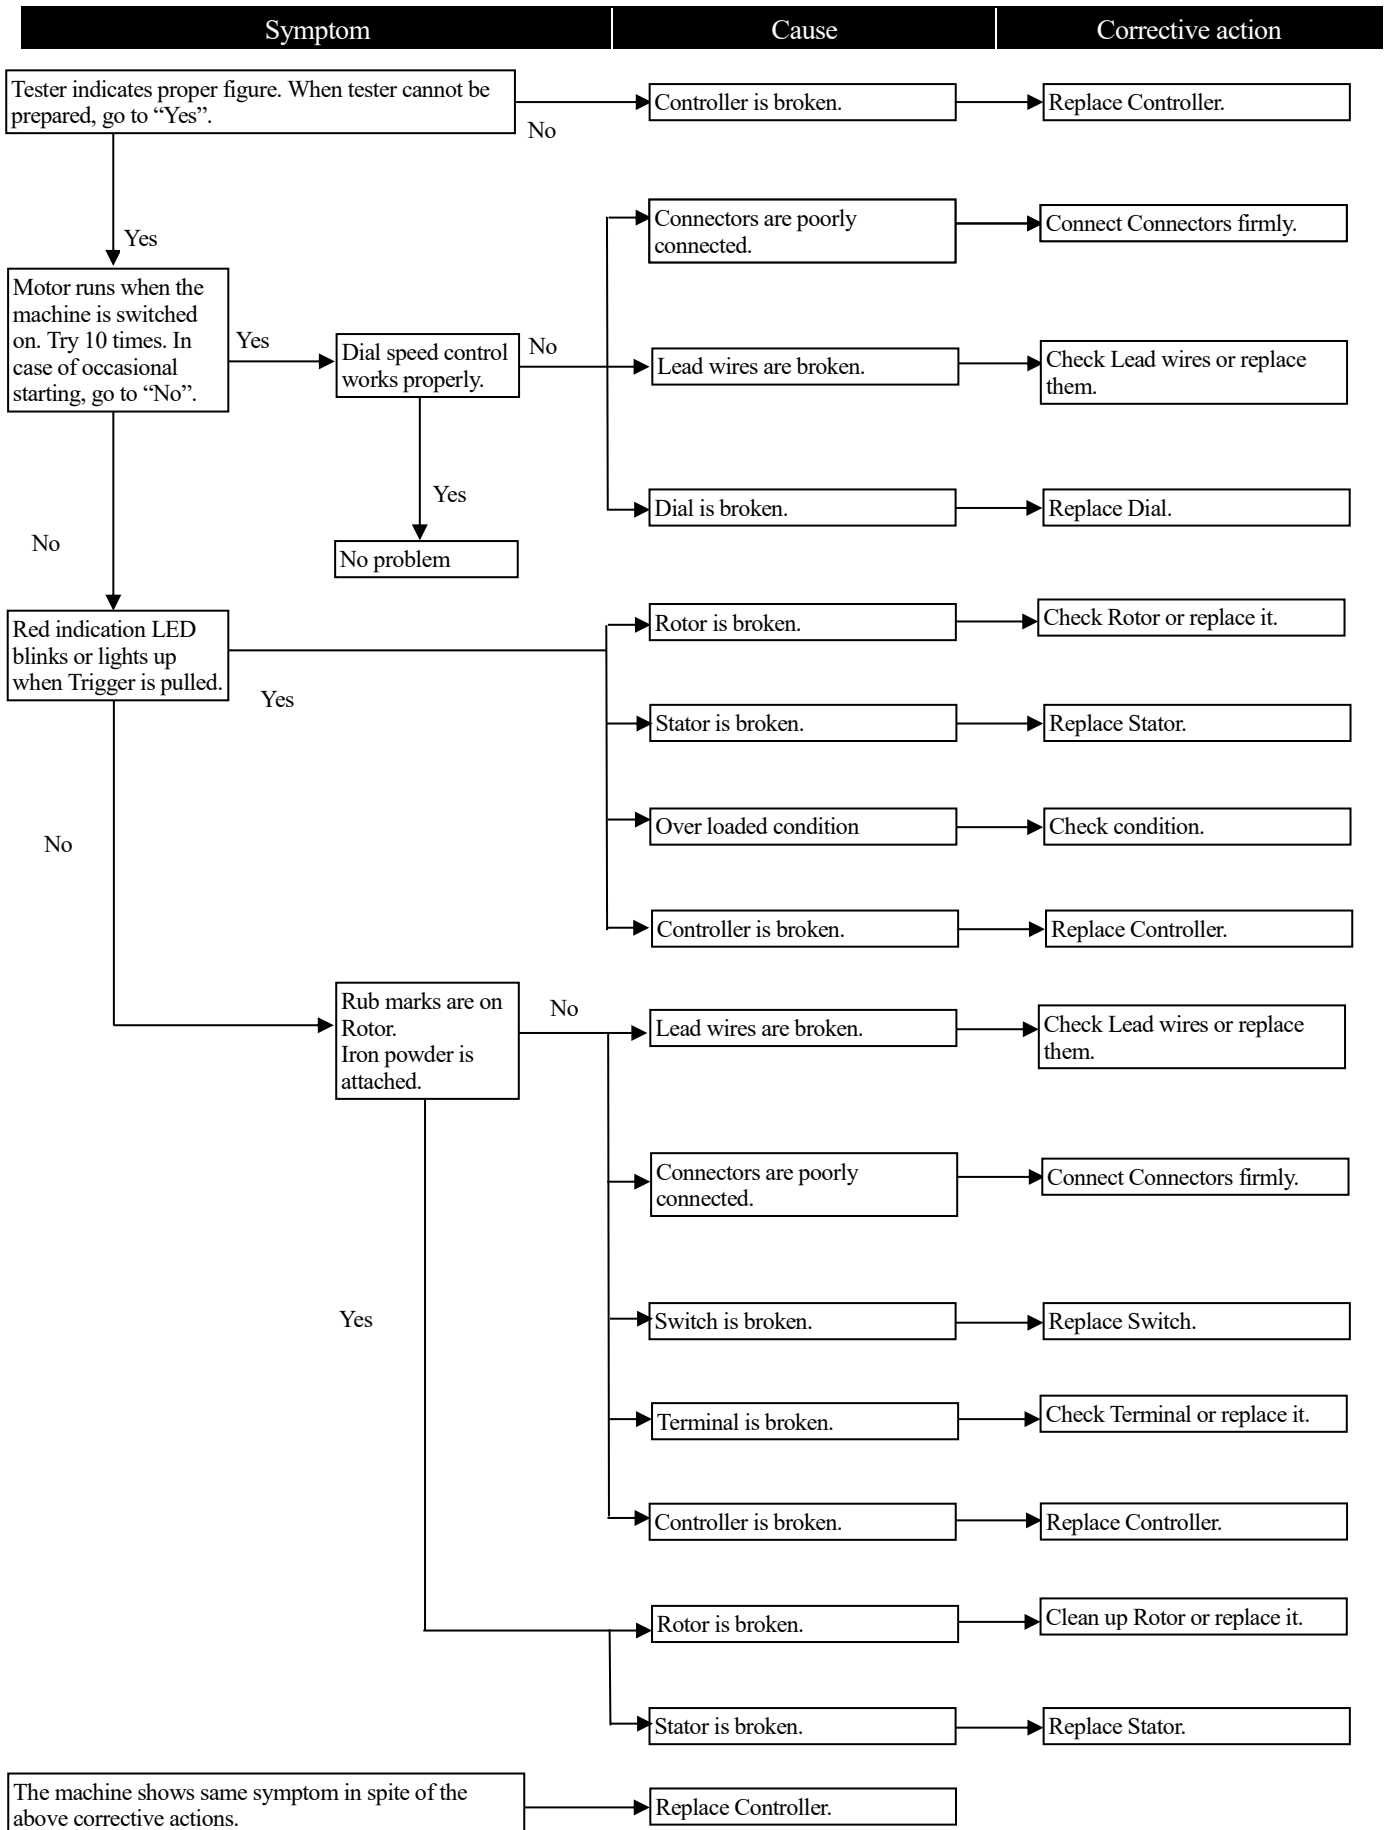 Symptom
Cause
Corrective action
Tester indicates proper figure. When tester cannot be
prepared, go to “Yes”.
No
Controller is broken.
Replace Controller.
Yes
Connectors are poorly
connected.
Connect Connectors firmly.
Motor runs when the
machine is switched
on. Try 10 times. In
case of occasional
starting, go to “No”.
Yes
Dial speed control
works properly.
No
Lead wires are broken.
Check Lead wires or replace
them.
Yes
Dial is broken.
Replace Dial.
No
No problem
Red indication LED
blinks or lights up
when Trigger is pulled.
Yes
Rotor is broken.
Check Rotor or replace it.
Stator is broken.
Replace Stator.
Over loaded condition
Check condition.
No
Controller is broken.
Replace Controller.
Rub marks are on
Rotor.
Iron powder is
attached.
No
Lead wires are broken.
Check Lead wires or replace
them.
Connectors are poorly
connected.
Connect Connectors firmly.
Yes
Switch is broken.
Replace Switch.
Terminal is broken.
Check Terminal or replace it.
Controller is broken.
Replace Controller.
Rotor is broken.
Clean up Rotor or replace it.
Stator is broken.
Replace Stator.
The machine shows same symptom in spite of the
above corrective actions.
Replace Controller.